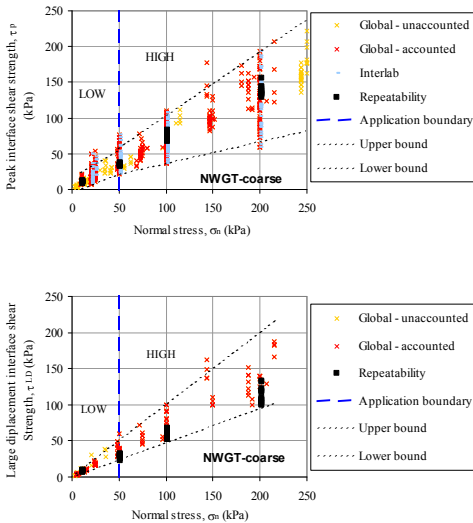 250
200
150
100
50
0
Peak interface shear strength, τ p
(kPa)
LOW
HIGH
NWGT-coarse
0 50 100 150 200 250
Normal stress, σn (kPa)
Global - unaccounted
Global - accounted
Interlab
Repeatability
Application boundary
Upper bound
Lower bound
250
200
150
100
50
0
Large diplacement interface shear
Strength, τ LD (kPa)
LOW
HIGH
NWGT-coarse
0 50 100 150 200 250
Normal stress, σn (kPa)
Global - unaccounted
Global - accounted
Repeatability
Application boundary
Upper bound
Lower bound